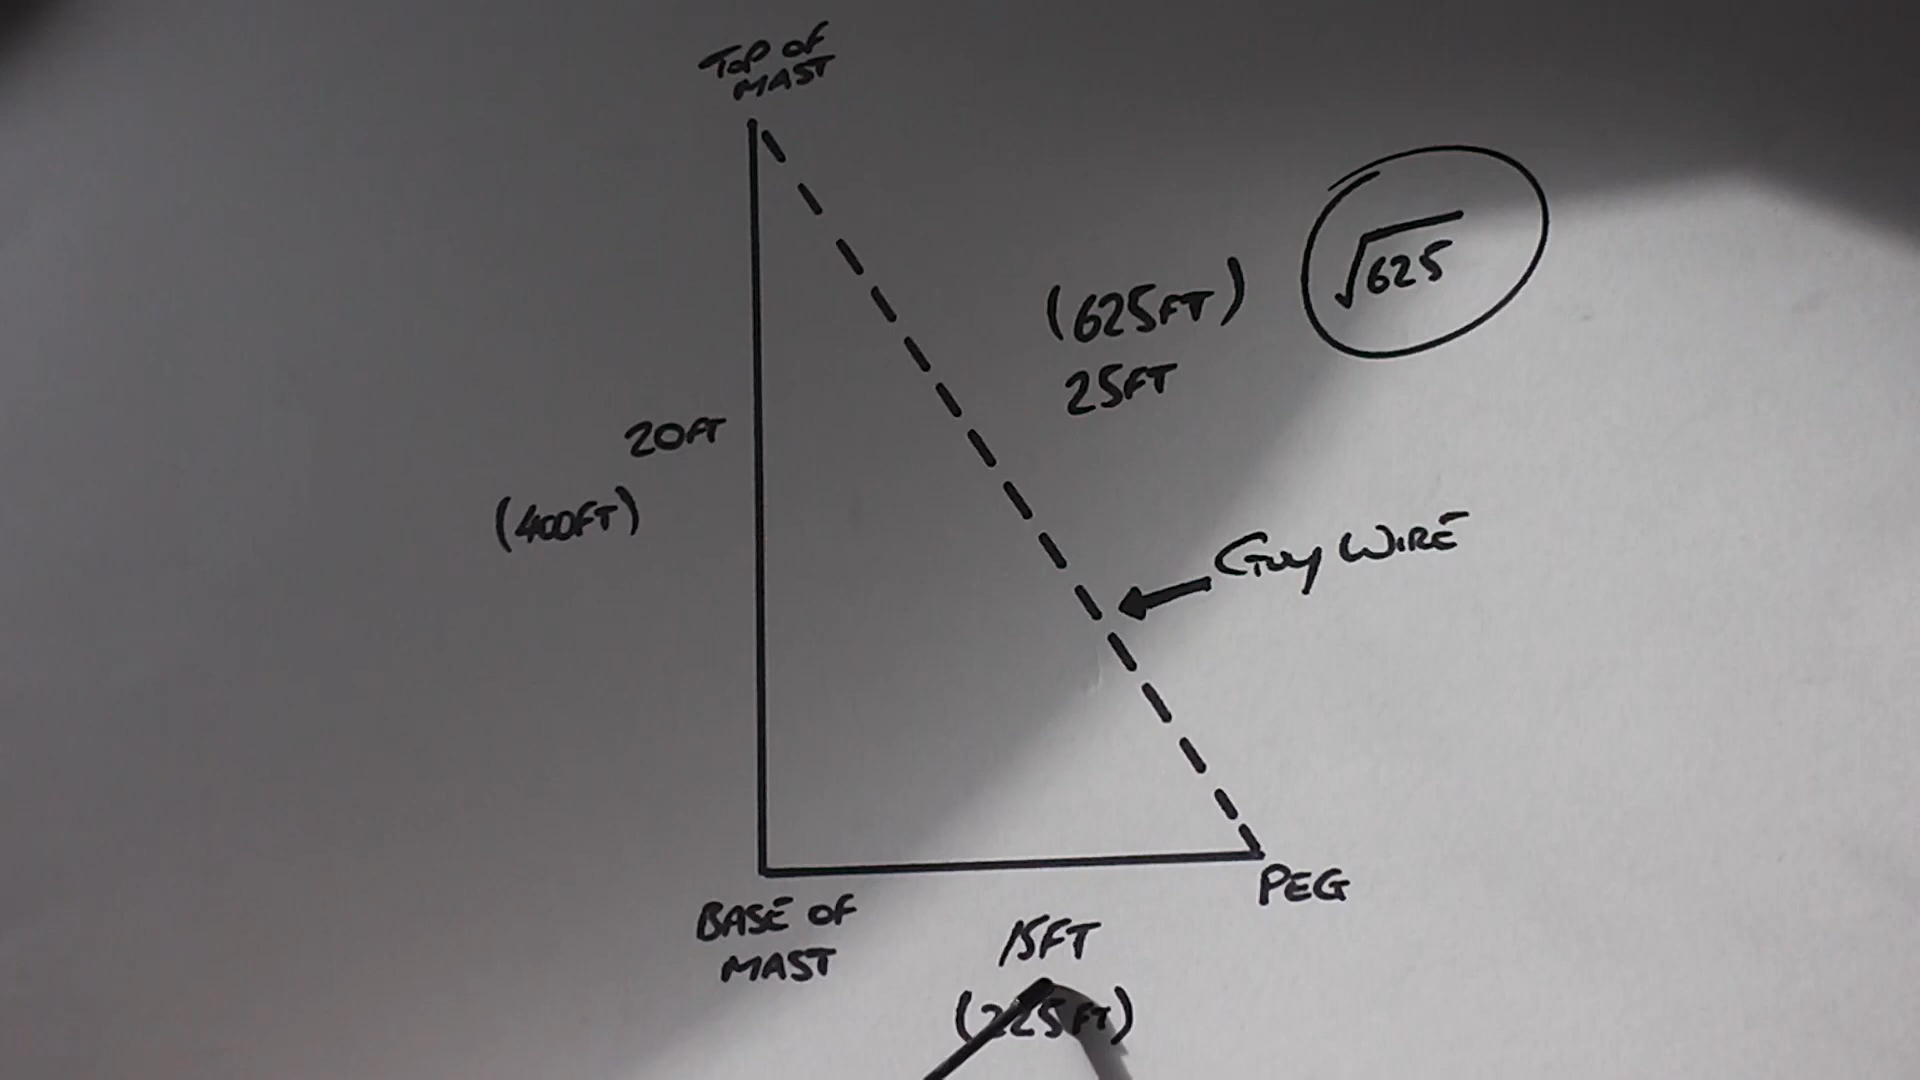 TOP OF
MAST
√625
(625FT)
25FT
20FT
(400FT)
GUY WIRE
PEG
BASE OF
MAST
15FT
(225FT)